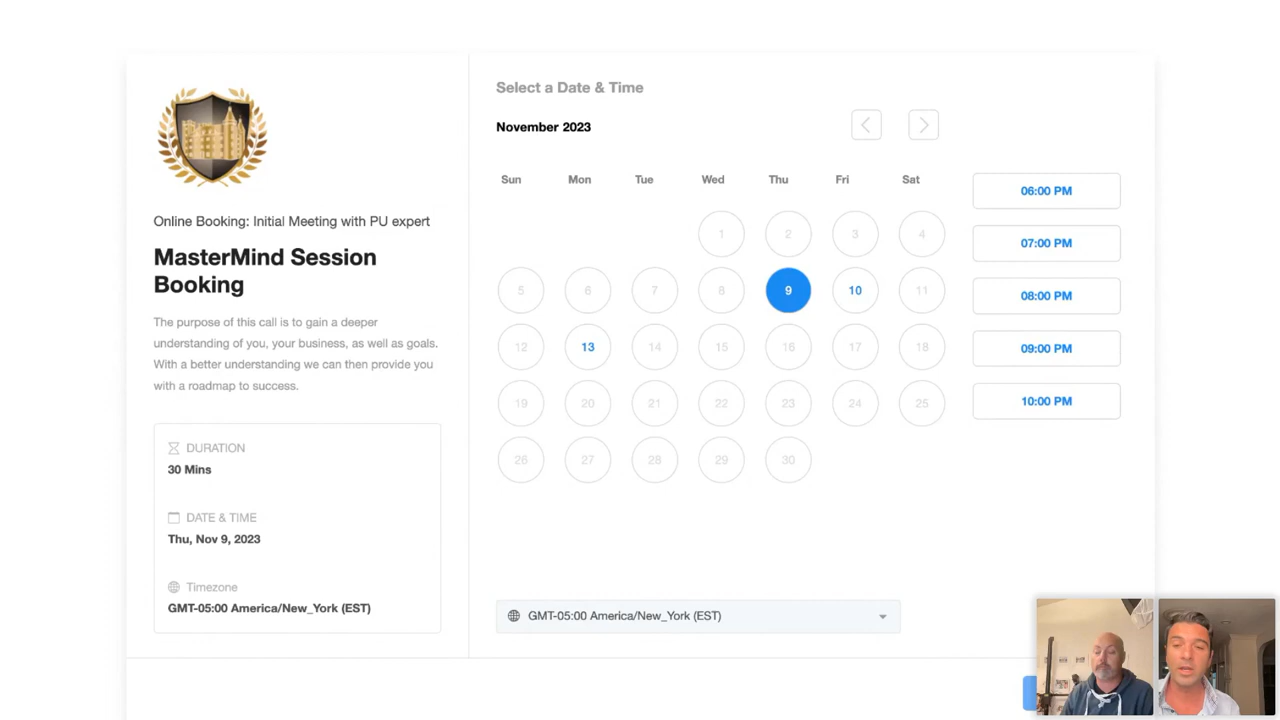 Online Booking: Initial Meeting with PU expert
MasterMind Session
Booking
The purpose of this call is to gain a deeper
understanding of you, your business, as well as goals.
With a better understanding we can then provide you
with a roadmap to success.
DURATION
30 Mins
DATE & TIME
Thu, Nov 9, 2023
Timezone
GMT-05:00 America/New_York (EST)
Select a Date & Time
November 2023
Sun Mon Tue Wed Thu Fri Sat
1 2 3 4
5 6 7 8 9 10 11
12 13 14 15 16 17 18
19 20 21 22 23 24 25
26 27 28 29 30
06:00 PM
07:00 PM
08:00 PM
09:00 PM
10:00 PM
GMT-05:00 America/New_York (EST)